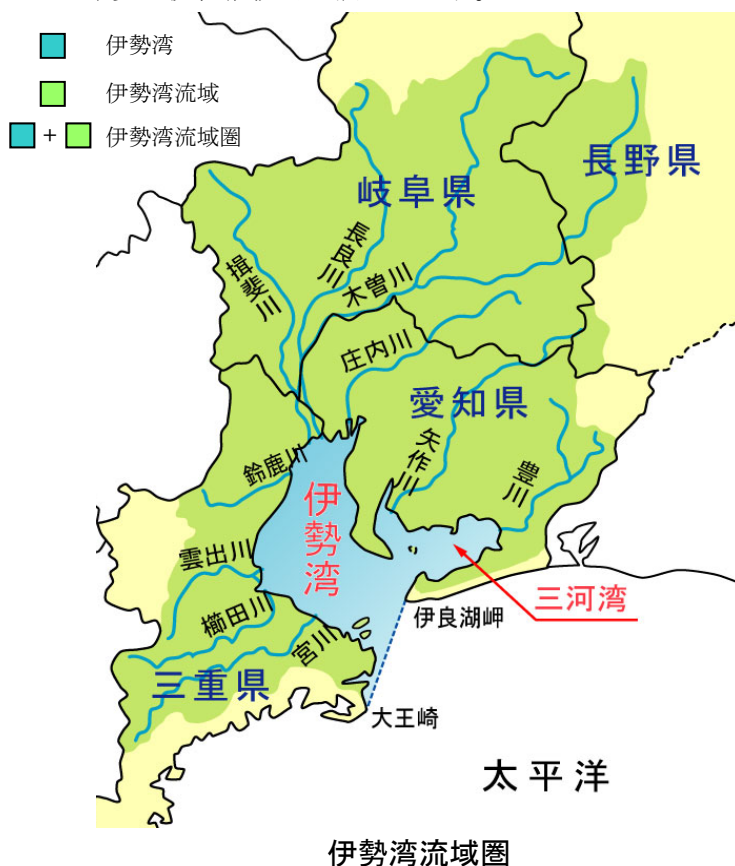 伊勢湾
伊勢湾流域
+ 伊勢湾流域圏
長野県
岐阜県
長良川
揖斐川
木曽川
庄内川
愛知県
矢作川
豊川
鈴鹿川
伊勢湾
雲出川
三河湾
伊良湖岬
櫛田川
宮川
三重県
大王崎
太平洋
伊勢湾流域圏